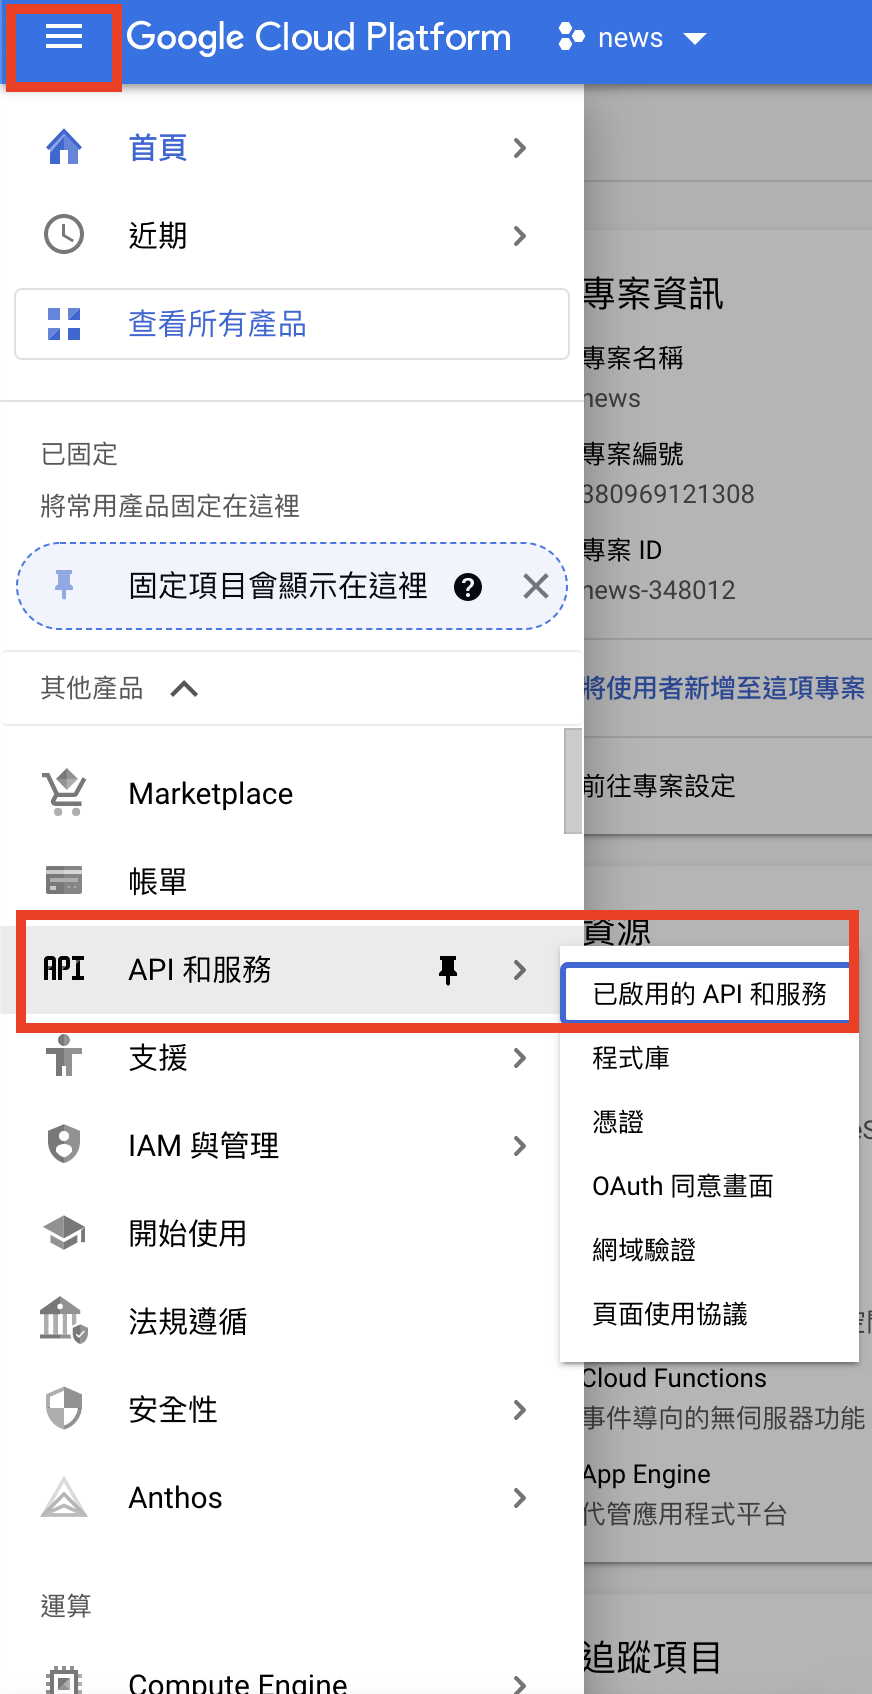 Google Cloud Platform
news
首頁
近期
查看所有產品
已固定
將常用產品固定在這裡
固定項目會顯示在這裡
其他產品
Marketplace
帳單
API
API 和服務
支援
IAM 與管理
開始使用
法規遵循
安全性
Anthos
運算
Compute Engine
已啟用的 API 和服務
程式庫
憑證
OAuth 同意畫面
網域驗證
頁面使用協議
專案資訊
專案名稱
news
專案編號
380969121308
專案 ID
news-348012
將使用者新增至這項專案
前往專案設定
資源
Cloud Functions
事件導向的無伺服器功能
App Engine
代管應用程式平台
追蹤項目